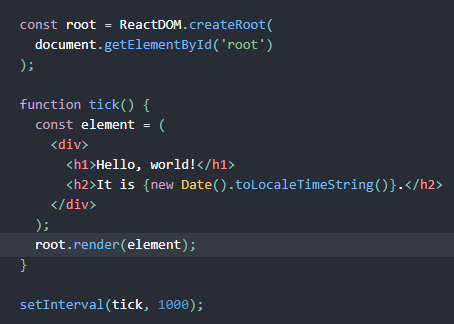 const root = ReactDOM.createRoot(
  document.getElementById('root')
);

function tick() {
  const element = (
    <div>
      <h1>Hello, world!</h1>
      <h2>It is {new Date().toLocaleTimeString()}.</h2>
    </div>
  );
  root.render(element);
}

setInterval(tick, 1000);